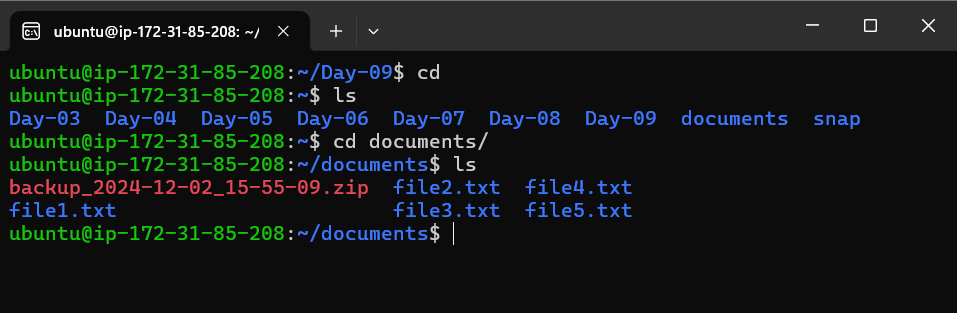 ubuntu@ip-172-31-85-208: ~/
ubuntu@ip-172-31-85-208:~/Day-09$ cd
ubuntu@ip-172-31-85-208:~$ ls
Day-03  Day-04  Day-05  Day-06  Day-07  Day-08  Day-09  documents  snap
ubuntu@ip-172-31-85-208:~$ cd documents/
ubuntu@ip-172-31-85-208:~/documents$ ls
backup_2024-12-02_15-55-09.zip  file2.txt  file4.txt
file1.txt                       file3.txt  file5.txt
ubuntu@ip-172-31-85-208:~/documents$